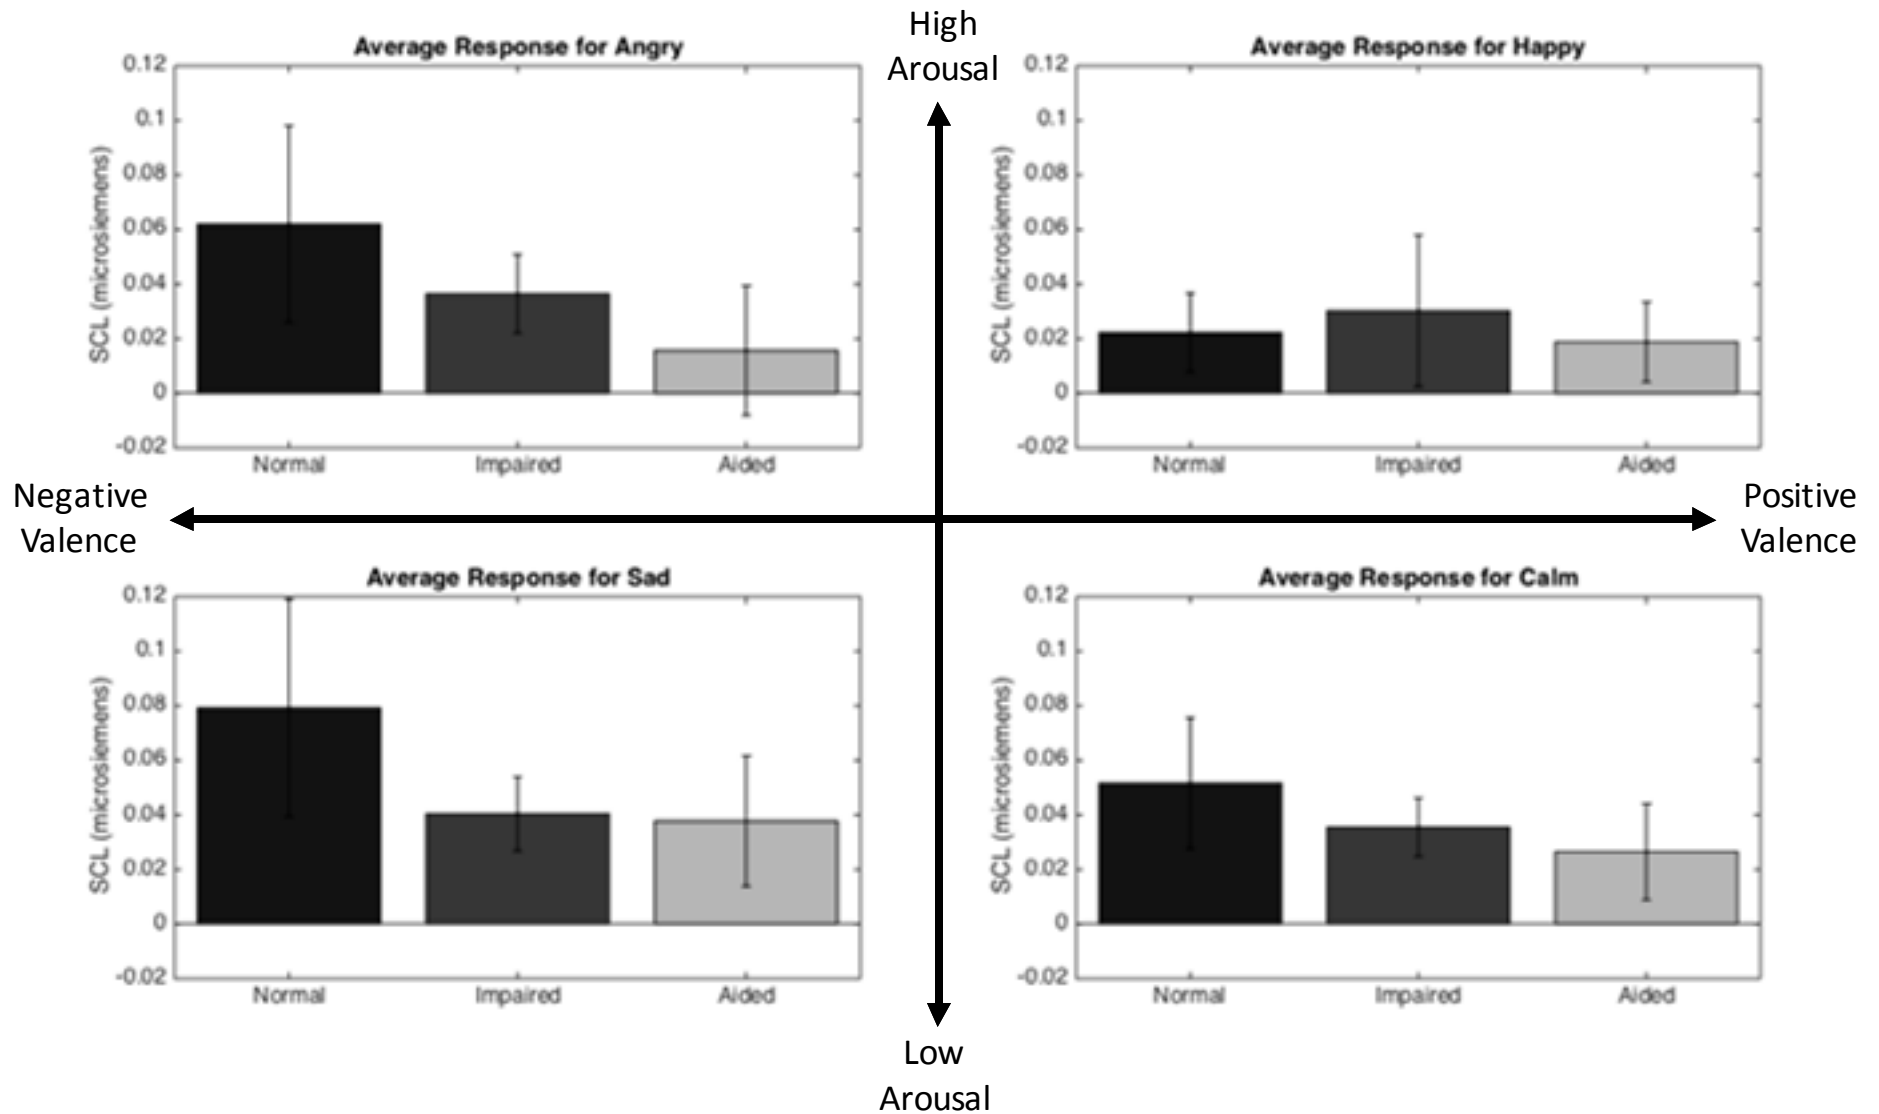 High
Arousal
Average Response for Angry
0.12
0.1
0.08
0.06
0.04
0.02
0
-0.02
SCL (microsiemens)
Normal Impaired Aided
Average Response for Happy
0.12
0.1
0.08
0.06
0.04
0.02
0
-0.02
SCL (microsiemens)
Normal Impaired Aided
Negative
Valence
Positive
Valence
Average Response for Sad
0.12
0.1
0.08
0.06
0.04
0.02
0
-0.02
SCL (microsiemens)
Normal Impaired Aided
Average Response for Calm
0.12
0.1
0.08
0.06
0.04
0.02
0
-0.02
SCL (microsiemens)
Normal Impaired Aided
Low
Arousal